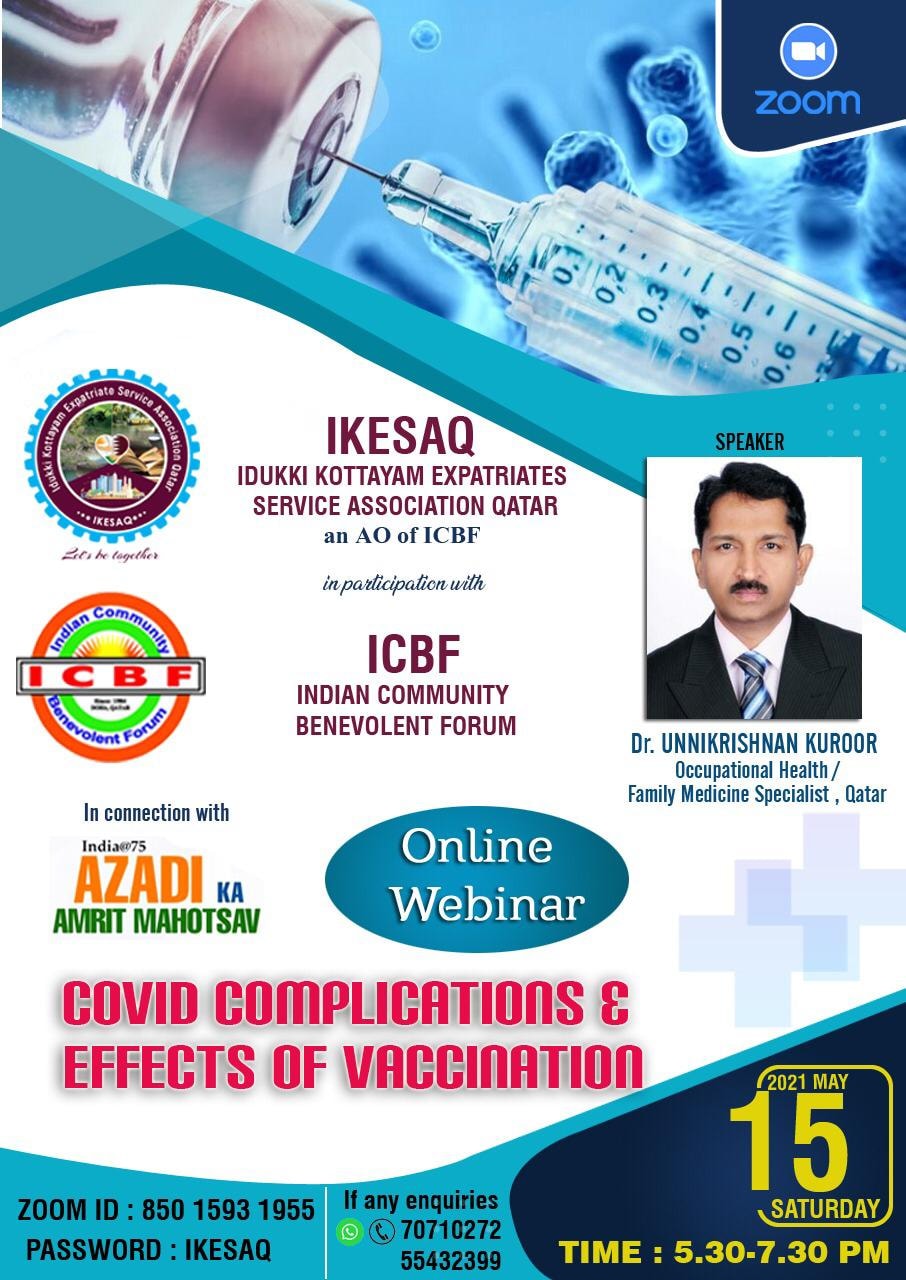 zoom
0.1
0.2
0.3
0.4
0.5
0.6
Idukki Kottayam Expatriate Service Association Qatar
IKESAQ
Let's be together
IKESAQ
IDUKKI KOTTAYAM EXPATRIATES
SERVICE ASSOCIATION QATAR
an AO of ICBF
in participation with
Indian Community
ICBF
Since 1984
DOHA, QATAR
Benevolent Forum
ICBF
INDIAN COMMUNITY
BENEVOLENT FORUM
SPEAKER
Dr. UNNIKRISHNAN KUROOR
Occupational Health /
Family Medicine Specialist , Qatar
In connection with
India@75
AZADI KA
AMRIT MAHOTSAV
Online
Webinar
COVID COMPLICATIONS &
EFFECTS OF VACCINATION
2021 MAY
15
SATURDAY
TIME : 5.30-7.30 PM
ZOOM ID : 850 1593 1955
PASSWORD : IKESAQ
If any enquiries
70710272
55432399